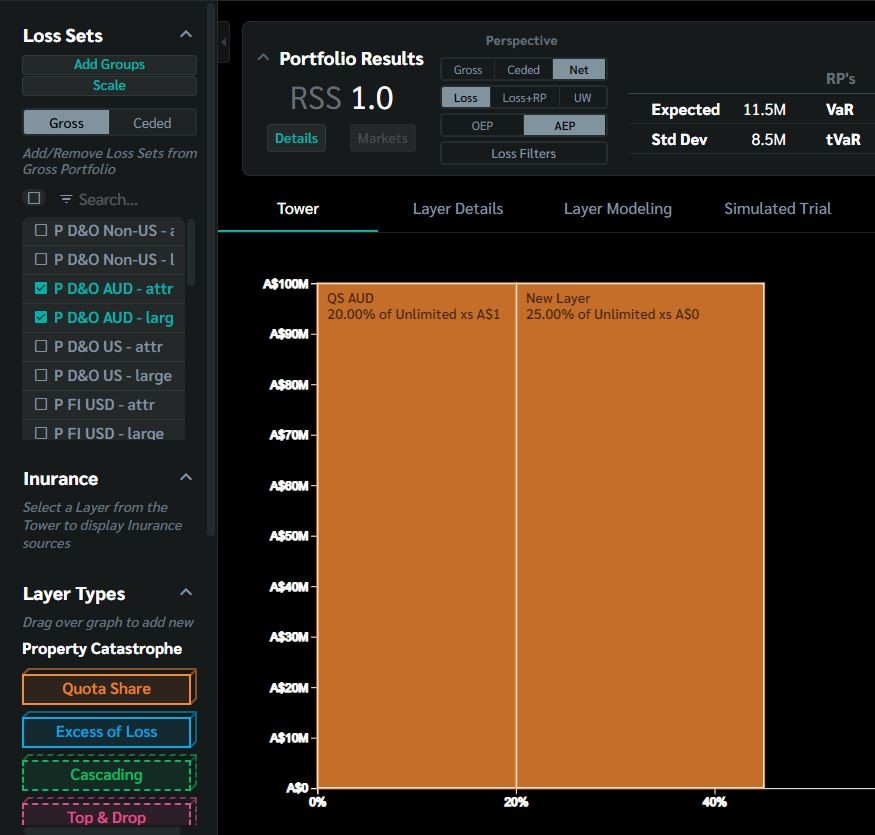 Loss Sets
Add Groups
Scale
Gross
Ceded
Add/Remove Loss Sets from
Gross Portfolio
Search...
P D&O Non-US - a
P D&O Non-US - l
P D&O AUD - attr
P D&O AUD - larg
P D&O US - attr
P D&O US - large
P FI USD - attr
P FI USD - large
Inurance
Select a Layer from the
Tower to display Inurance
sources
Layer Types
Drag over graph to add new
Property Catastrophe
Quota Share
Excess of Loss
Cascading
Top & Drop
Portfolio Results
RSS 1.0
Details
Markets
Perspective
Gross Ceded Net
Loss Loss+RP UW
OEP AEP
Loss Filters
RP's
Expected 11.5M VaR
Std Dev 8.5M tVaR
Tower Layer Details Layer Modeling Simulated Trial
A$100M
A$90M
A$80M
A$70M
A$60M
A$50M
A$40M
A$30M
A$20M
A$10M
A$0
QS AUD
20.00% of Unlimited xs A$1
New Layer
25.00% of Unlimited xs A$0
0% 20% 40%